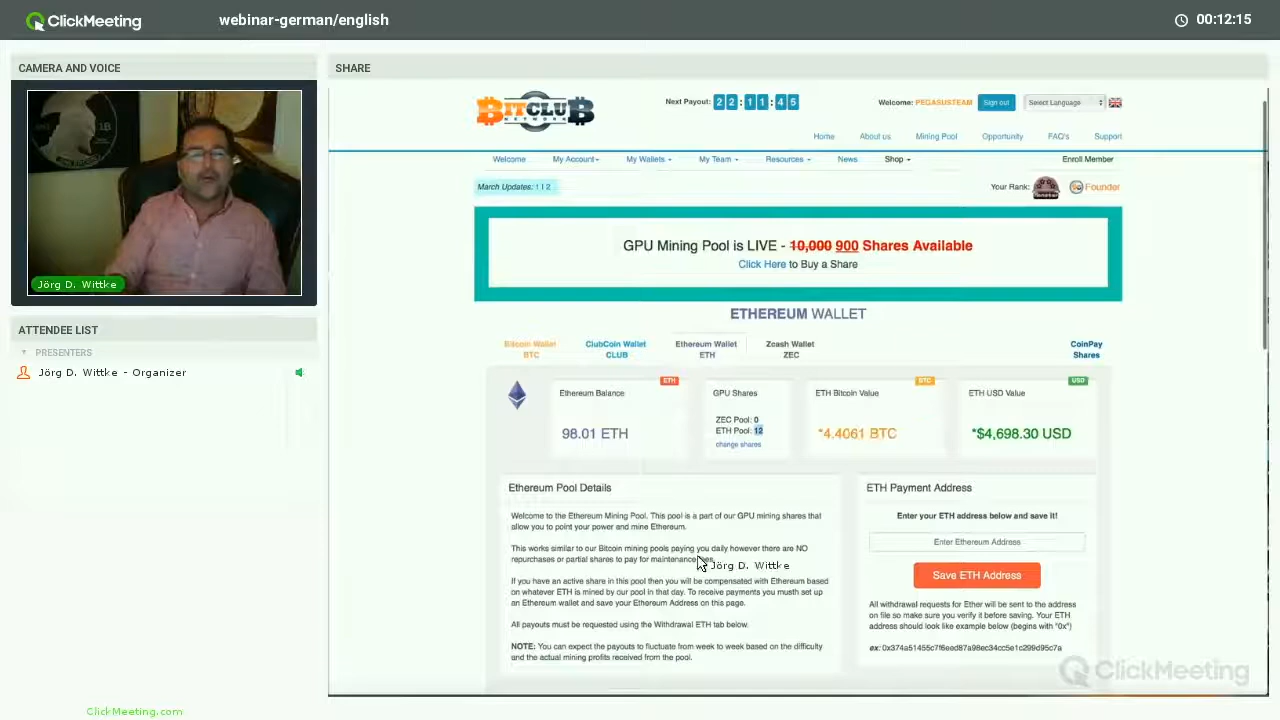 ClickMeeting
webinar-german/english
00:12:15
CAMERA AND VOICE
Jörg D. Wittke
ATTENDEE LIST
PRESENTERS
Jörg D. Wittke - Organizer
ClickMeeting.com
SHARE
BITCLUB
NETWORK
Next Payout: 22:11:45
Welcome: PEGASUSTEAM
Sign out
Select Language
Home
About us
Mining Pool
Opportunity
FAQ's
Support
Welcome
My Account
My Wallets
My Team
Resources
News
Shop
Enroll Member
March Updates: 1 | 2
Your Rank:
Founder
GPU Mining Pool is LIVE - 10,000 900 Shares Available
Click Here to Buy a Share
ETHEREUM WALLET
Bitcoin Wallet
BTC
ClubCoin Wallet
CLUB
Ethereum Wallet
ETH
Zcash Wallet
ZEC
CoinPay
Shares
ETH
Ethereum Balance
98.01 ETH
GPU Shares
ZEC Pool: 0
ETH Pool: 12
change shares
BTC
ETH Bitcoin Value
*4.4061 BTC
USD
ETH USD Value
*$4,698.30 USD
Ethereum Pool Details
Welcome to the Ethereum Mining Pool. This pool is a part of our GPU mining shares that
allow you to point your power and mine Ethereum.
This works similar to our Bitcoin mining pools paying you daily however there are NO
repurchases or partial shares to pay for maintenance
Jörg D. Wittke
If you have an active share in this pool then you will be compensated with Ethereum based
on whatever ETH is mined by our pool in that day. To receive payments you musth set up
an Ethereum wallet and save your Ethereum Address on this page.
All payouts must be requested using the Withdrawal ETH tab below.
NOTE: You can expect the payouts to fluctuate from week to week based on the difficulty
and the actual mining profits received from the pool.
ETH Payment Address
Enter your ETH address below and save it!
Enter Ethereum Address
Save ETH Address
All withdrawal requests for Ether will be sent to the address
on file so make sure you verify it before saving. Your ETH
address should look like example below (begins with "0x")
ex: 0x374a51455c7f6eed87a98ec34cc5e1c299d95c7a
ClickMeeting